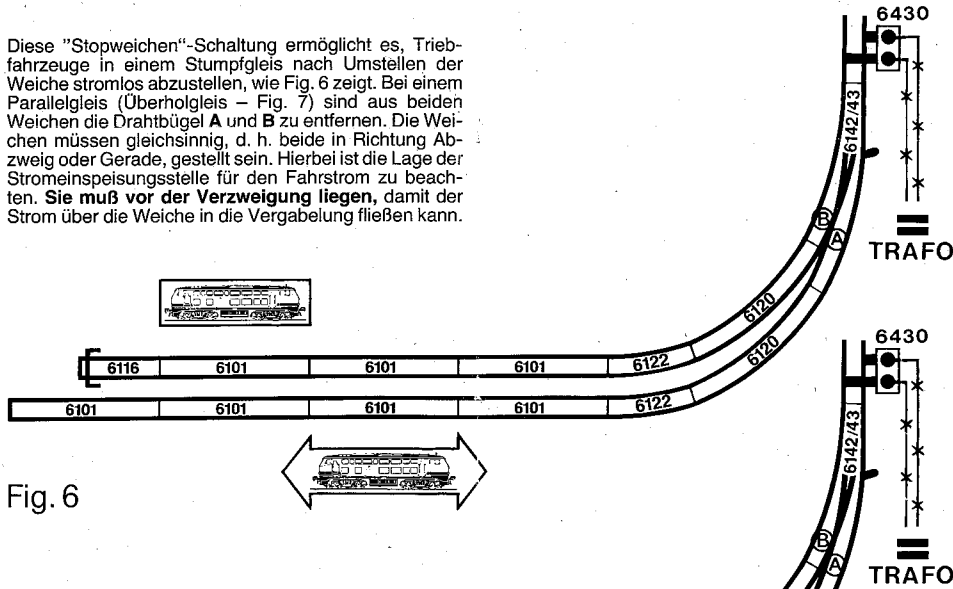 6430
Diese "Stopweichen“-Schaltung ermöglicht es, Trieb-
fahrzeuge in einem Stumpfgleis nach Umstellen der
Weiche stromlos abzustellen, wie Fig. 6 zeigt. Bei einem
Parallelgleis (Überholgleis – Fig. 7) sind aus beiden
Weichen die Drahtbügel A und B zu entfernen. Die Wei-
chen müssen gleichsinnig, d. h. beide in Richtung Ab-
zweig oder Gerade, gestellt sein. Hierbei ist die Lage der
Stromeinspeisungsstelle für den Fahrstrom zu beach-
ten. Sie muß vor der Verzweigung liegen, damit der
Strom über die Weiche in die Vergabelung fließen kann.
6142/43
B
A
TRAFO
6120
6120
6116 6101 6101 6101 6122
6101 6101 6101 6101 6122
Fig. 6
6430
6142/43
B
A
TRAFO